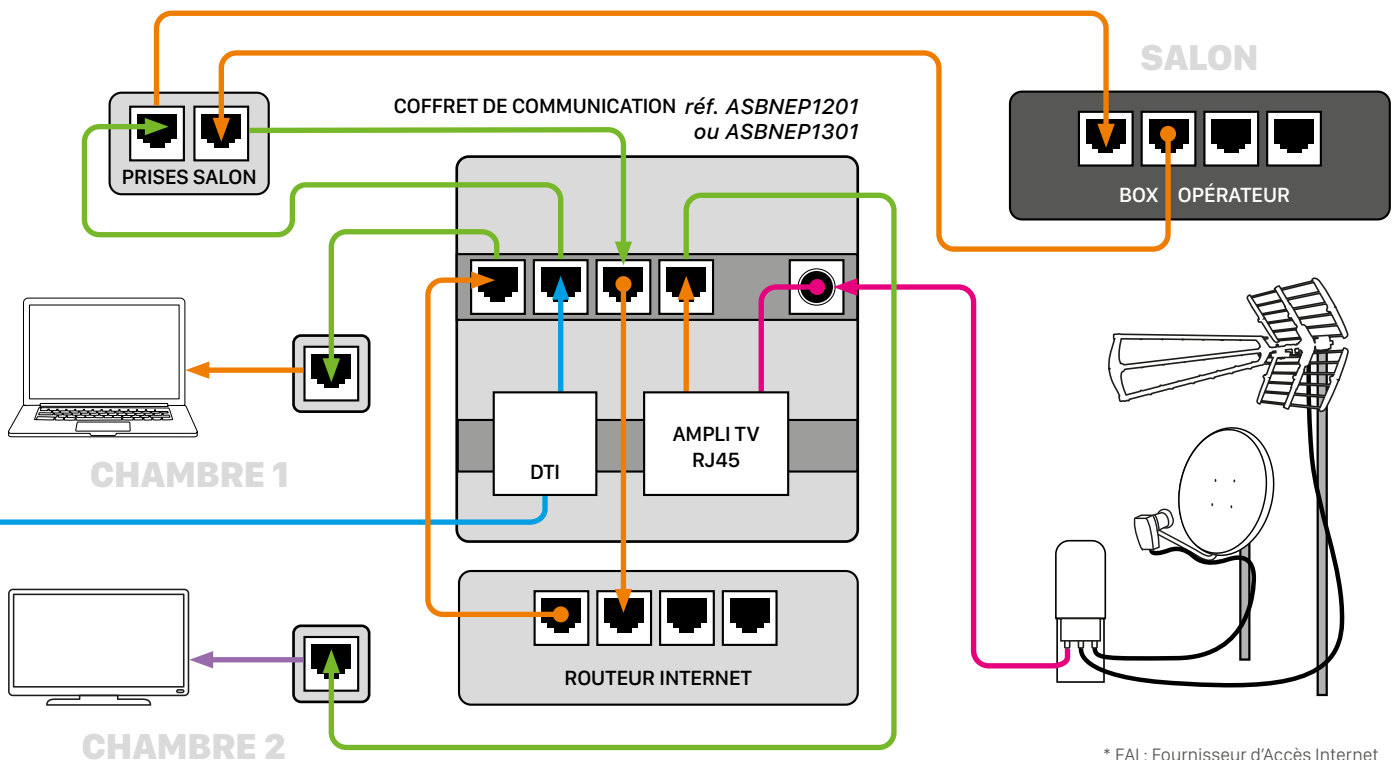 SALON
COFFRET DE COMMUNICATION réf. ASBNEP1201
ou ASBNEP1301
PRISES SALON
BOX OPÉRATEUR
CHAMBRE 1
AMPLI TV
RJ45
DTI
ROUTEUR INTERNET
CHAMBRE 2
* FAI : Fournisseur d'Accès Internet